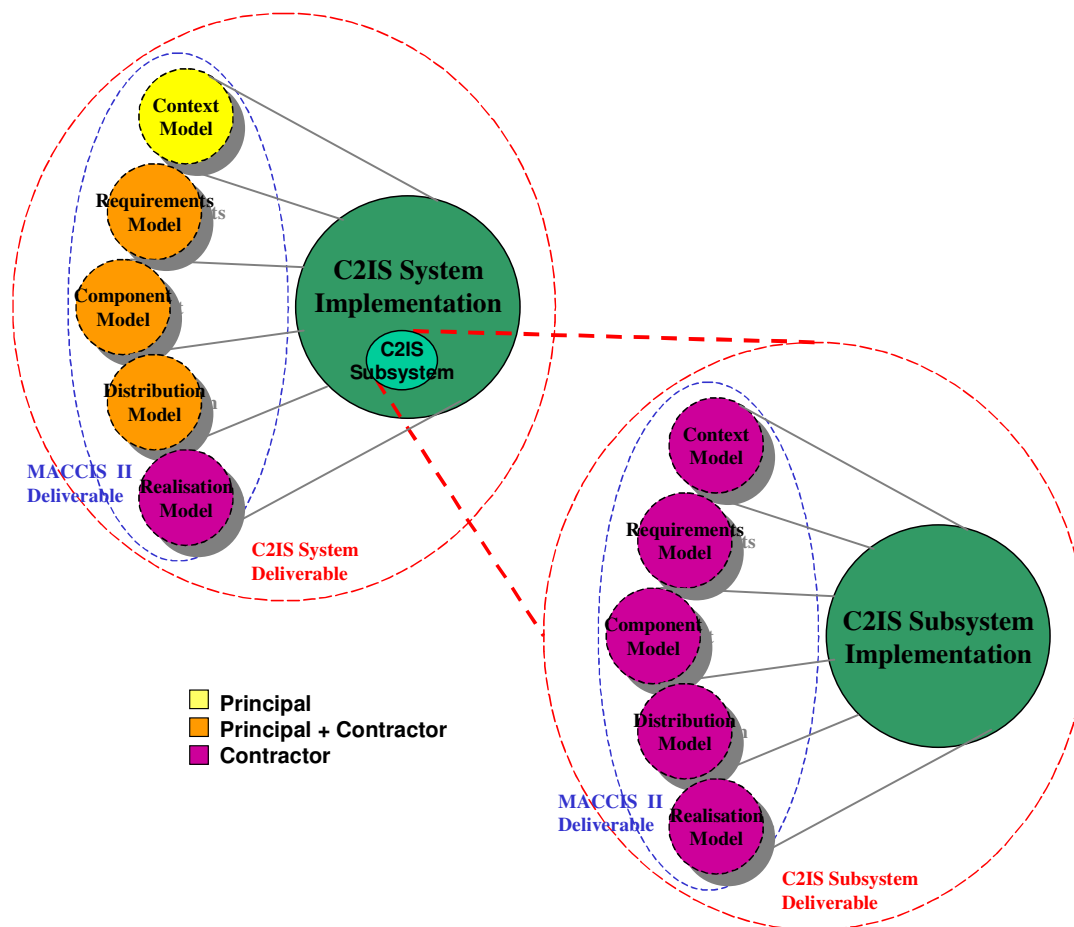 Context
Model
Requirements
Model
ts
C2IS System
Implementation
Component
Model
t
C2IS
Subsystem
Distribution
Model
n
MACCIS II
Deliverable
Realisation
Model
C2IS System
Deliverable
Context
Model
Requirements
Model
ts
Component
Model
t
C2IS Subsystem
Implementation
Distribution
Model
n
MACCIS II
Deliverable
Realisation
Model
C2IS Subsystem
Deliverable
Principal
Principal + Contractor
Contractor